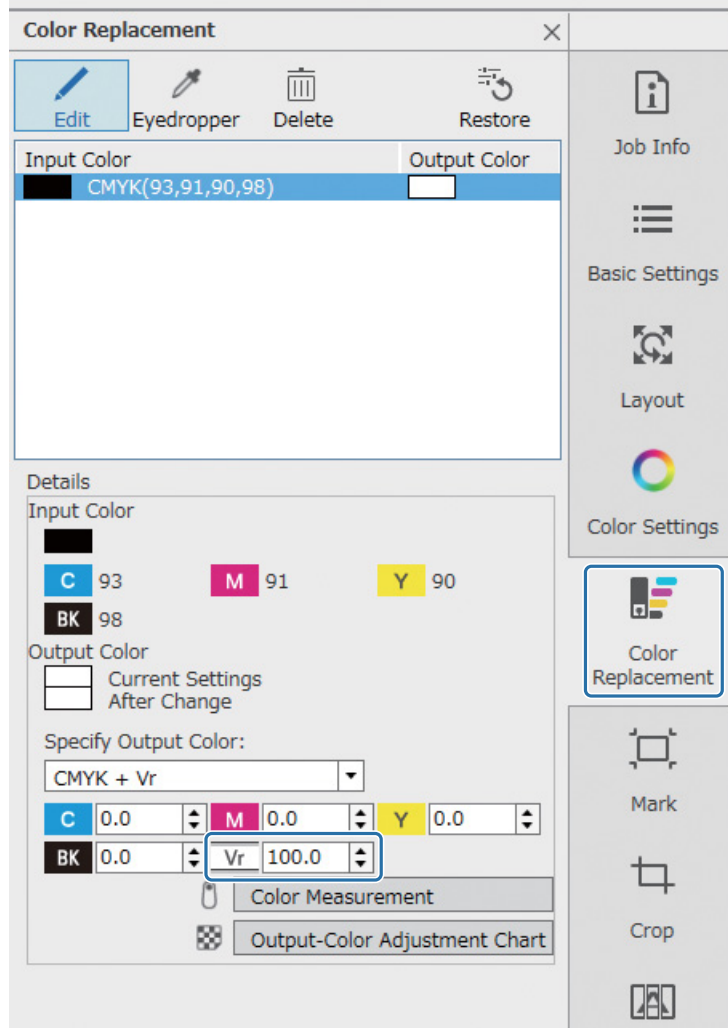 Color Replacement
Edit Eyedropper Delete Restore
Input Color Output Color
CMYK(93,91,90,98)
Details
Input Color
C 93 M 91 Y 90
BK 98
Output Color
Current Settings
After Change
Specify Output Color:
CMYK + Vr
C 0.0 M 0.0 Y 0.0
BK 0.0 Vr 100.0
Color Measurement
Output-Color Adjustment Chart
Job Info
Basic Settings
Layout
Color Settings
Color
Replacement
Mark
Crop